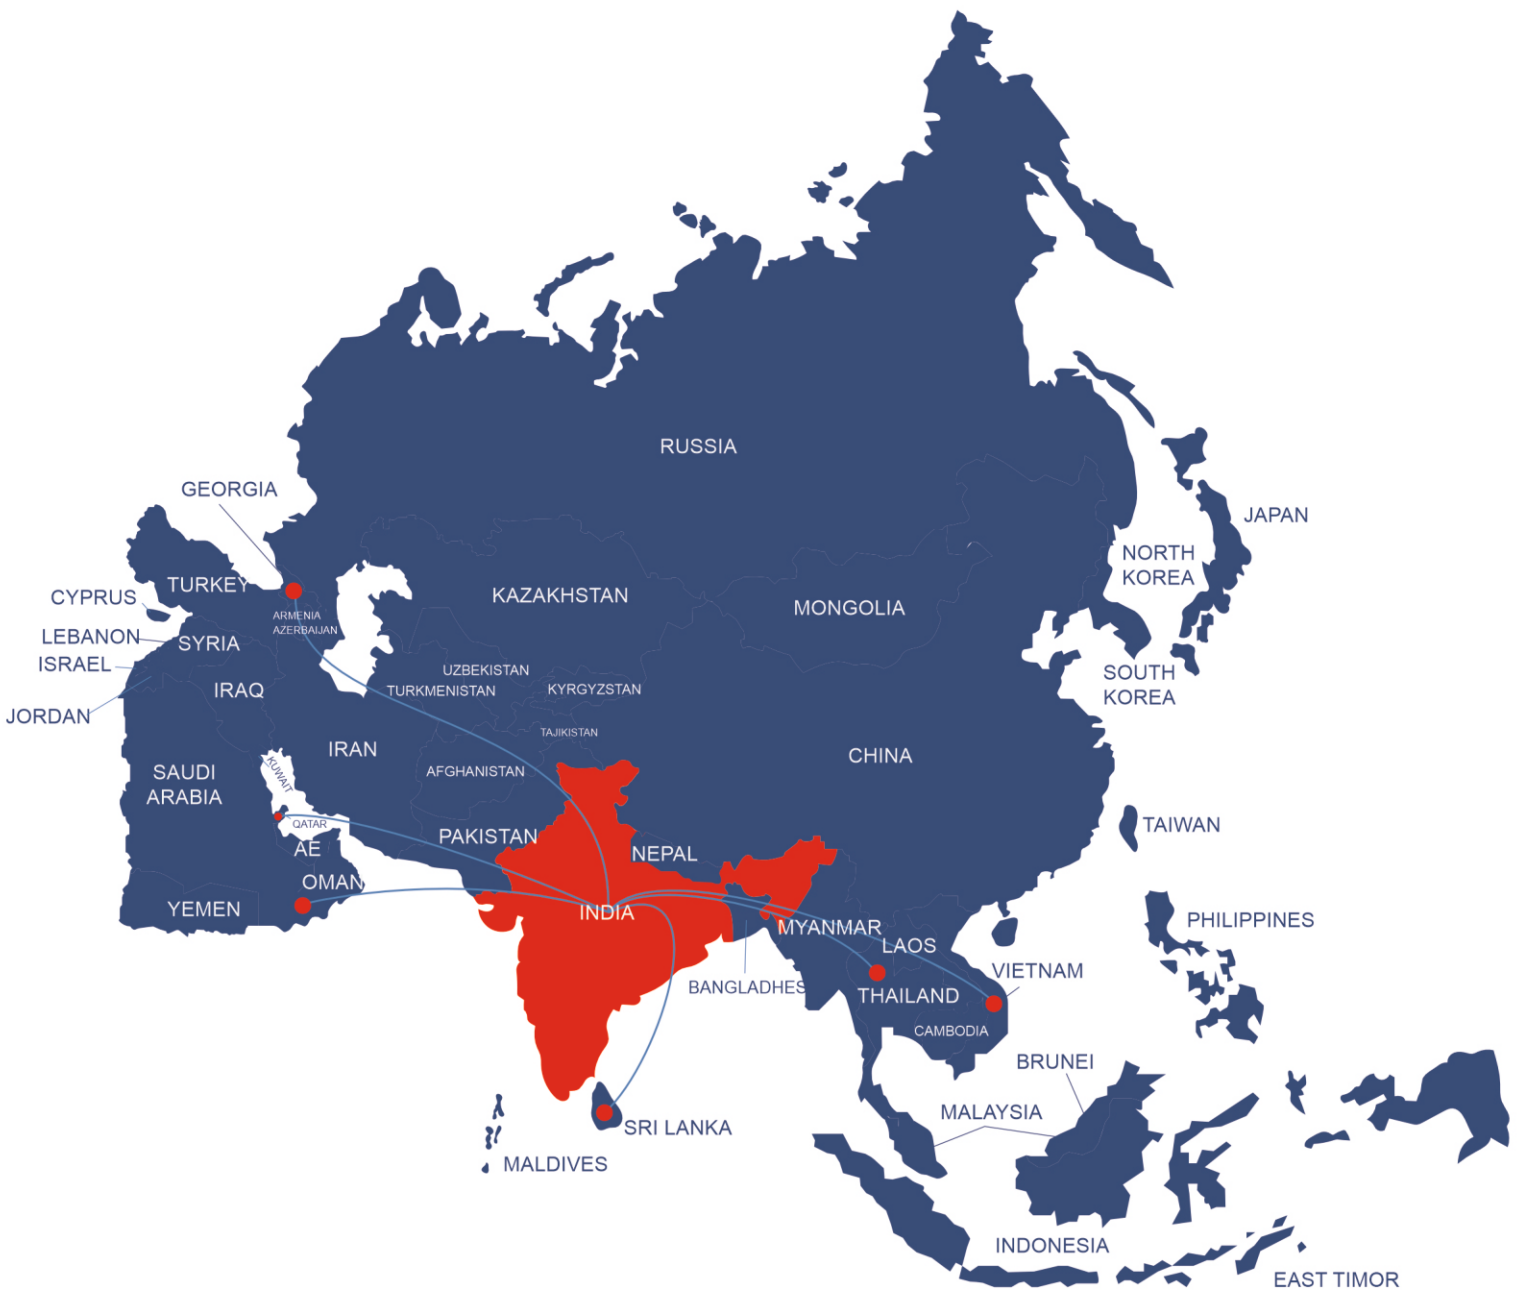 RUSSIA
GEORGIA
JAPAN
NORTH
KOREA
TURKEY
CYPRUS
KAZAKHSTAN
MONGOLIA
ARMENIA
AZERBAIJAN
LEBANON
SYRIA
ISRAEL
UZBEKISTAN
SOUTH
KOREA
IRAQ
TURKMENISTAN
KYRGYZSTAN
JORDAN
TAJIKISTAN
IRAN
CHINA
SAUDI
ARABIA
KUWAIT
AFGHANISTAN
QATAR
TAIWAN
PAKISTAN
AE
NEPAL
OMAN
YEMEN
INDIA
PHILIPPINES
MYANMAR
LAOS
VIETNAM
BANGLADHES
THAILAND
CAMBODIA
BRUNEI
MALAYSIA
SRI LANKA
MALDIVES
INDONESIA
EAST TIMOR